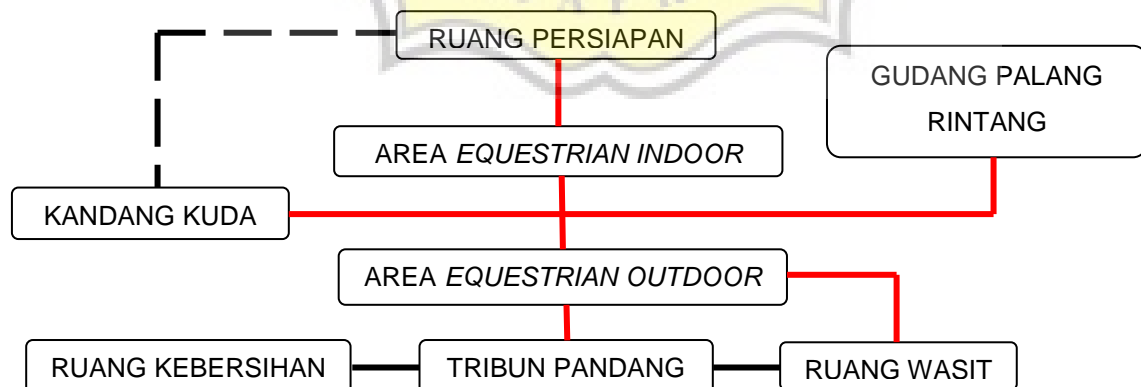 RUANG PERSIAPAN
GUDANG PALANG
RINTANG
AREA EQUESTRIAN INDOOR
KANDANG KUDA
AREA EQUESTRIAN OUTDOOR
RUANG KEBERSIHAN
TRIBUN PANDANG
RUANG WASIT